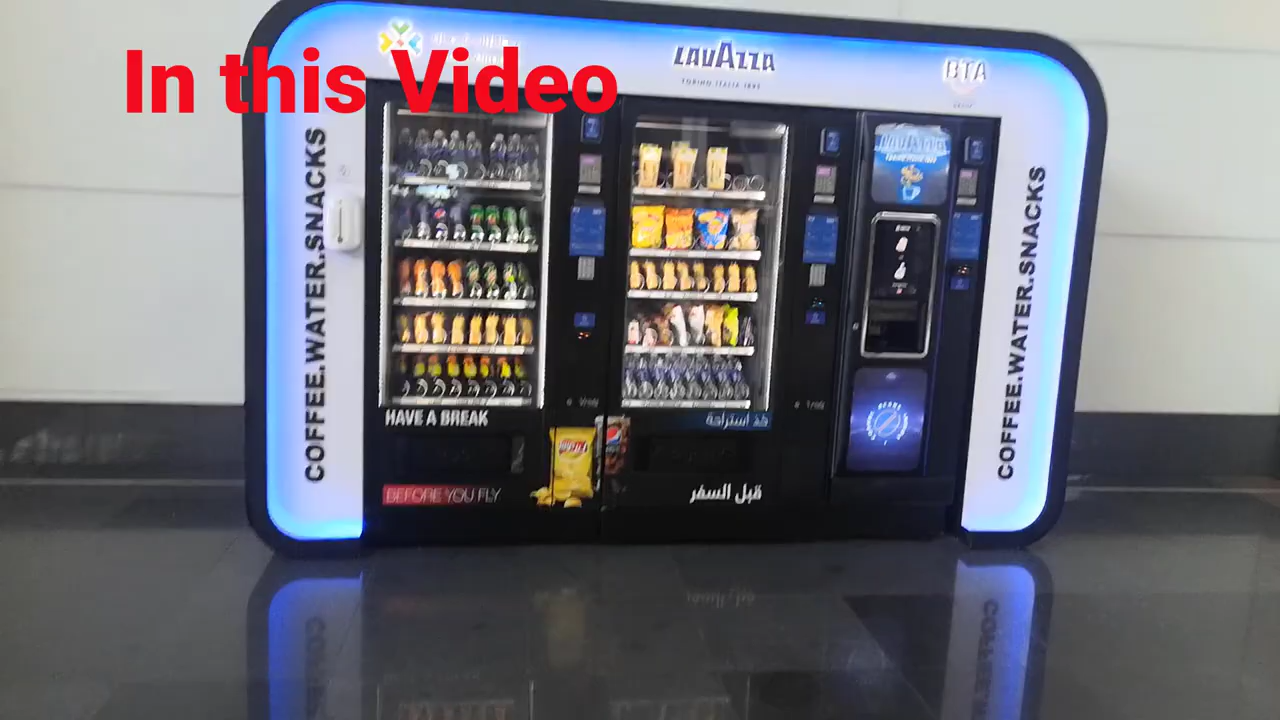 In this Video
LAVAZZA
TORINO, ITALIA, 1895
BTA
COFFEE.WATER.SNACKS
COFFEE.WATER.SNACKS
HAVE A BREAK
خذ استراحة
BEFORE YOU FLY
قبل السفر